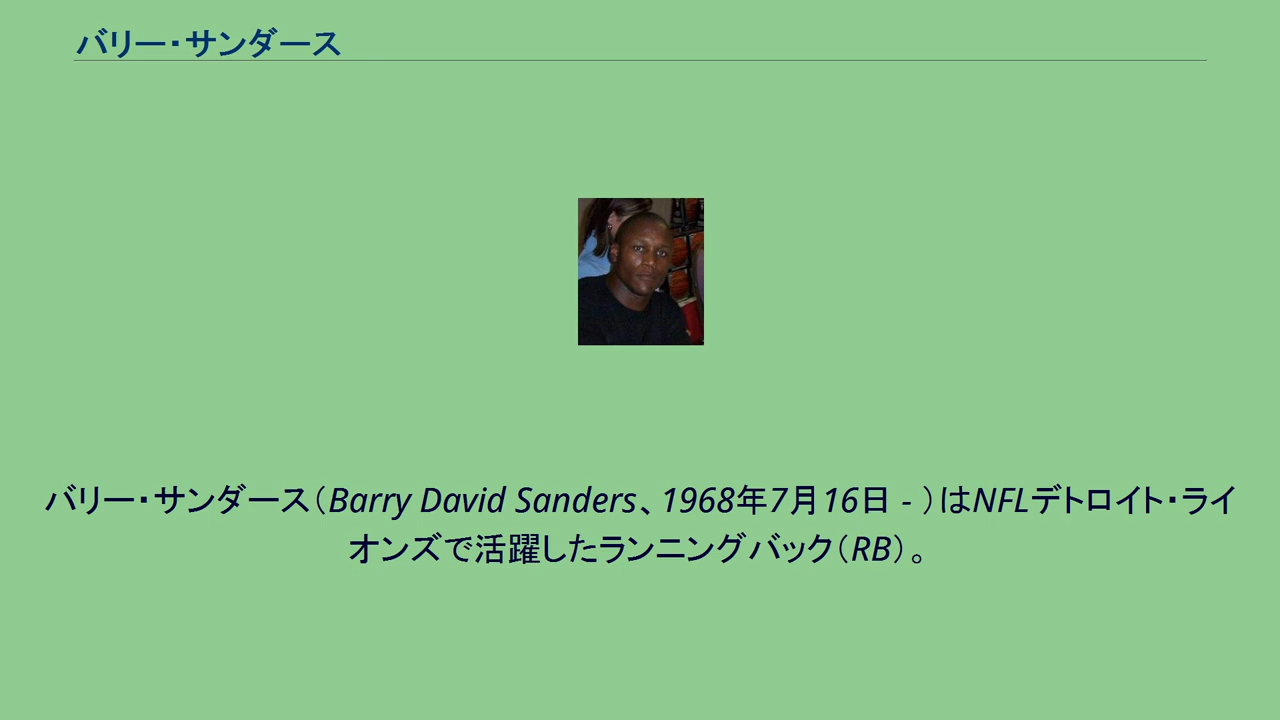 バリー・サンダース
バリー・サンダース（Barry David Sanders、1968年7月16日 - ）はNFLデトロイト・ライ
オンズで活躍したランニングバック（RB）。